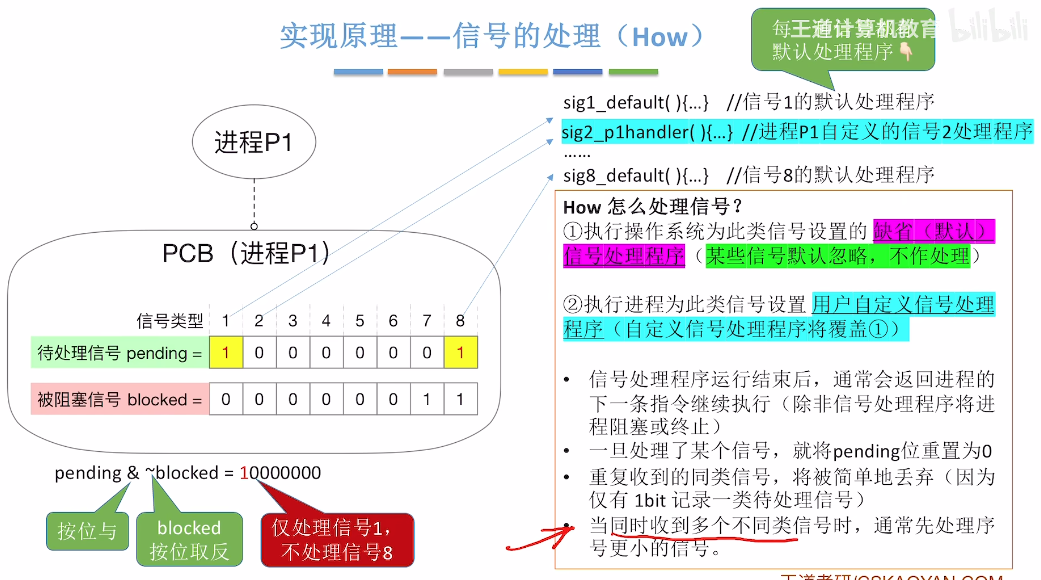 实现原理——信号的处理（How）
王道计算机教育
bilibili
默认处理程序👇🏻
sig1_default( ){...} //信号1的默认处理程序
sig2_p1handler( ){...} //进程P1自定义的信号2处理程序
......
sig8_default( ){...} //信号8的默认处理程序
进程P1
PCB（进程P1）
信号类型 1 2 3 4 5 6 7 8
待处理信号 pending = 1 0 0 0 0 0 0 1
被阻塞信号 blocked = 0 0 0 0 0 0 1 1
pending & ~blocked = 10000000
按位与
blocked
按位取反
仅处理信号1，
不处理信号8
How 怎么处理信号？
①执行操作系统为此类信号设置的 缺省（默认）
信号处理程序（某些信号默认忽略，不作处理）
②执行进程为此类信号设置 用户自定义信号处理
程序（自定义信号处理程序将覆盖①）
• 信号处理程序运行结束后，通常会返回进程的
下一条指令继续执行（除非信号处理程序将进
程阻塞或终止）
• 一旦处理了某个信号，就将pending位重置为0
• 重复收到的同类信号，将被简单地丢弃（因为
仅有 1bit 记录一类待处理信号）
• 当同时收到多个不同类信号时，通常先处理序
号更小的信号。
王道考研/CSKAOYAN.COM